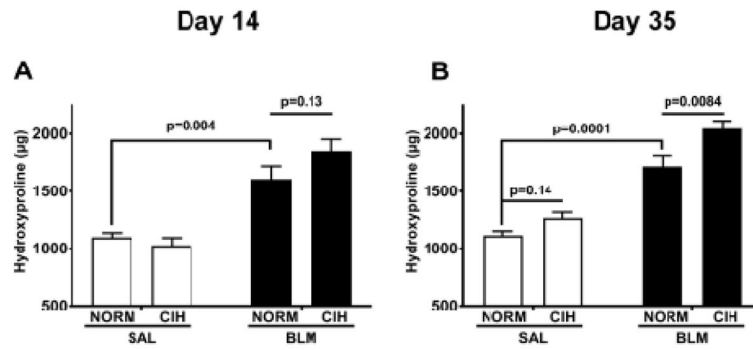 Day 14
Day 35
A
B
p=0.13
p=0.004
2000
1500
1000
500
Hydroxyproline (µg)
NORM CIH NORM CIH
SAL BLM
p=0.0084
p=0.0001
p=0.14
2000
1500
1000
500
Hydroxyproline (µg)
NORM CIH NORM CIH
SAL BLM